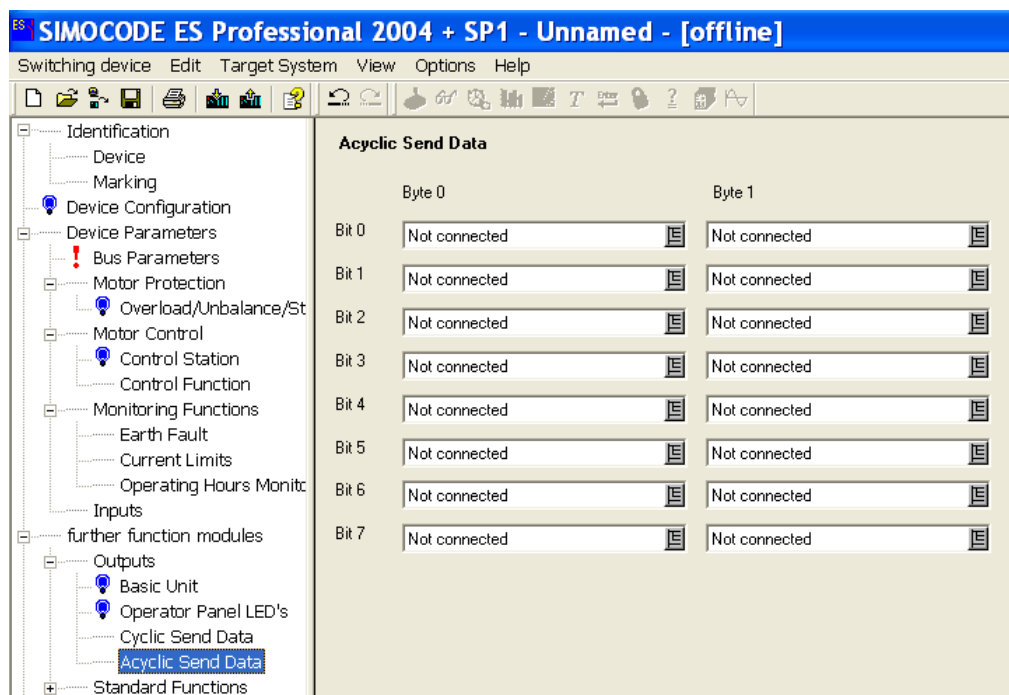 ES
SIMOCODE ES Professional 2004 + SP1 - Unnamed - [offline]
Switching device Edit Target System View Options Help
Identification
Device
Marking
Device Configuration
Device Parameters
Bus Parameters
Motor Protection
Overload/Unbalance/St
Motor Control
Control Station
Control Function
Monitoring Functions
Earth Fault
Current Limits
Operating Hours Monitc
Inputs
further function modules
Outputs
Basic Unit
Operator Panel LED's
Cyclic Send Data
Acyclic Send Data
Standard Functions
Acyclic Send Data
Byte 0 Byte 1
Bit 0 Not connected Not connected
Bit 1 Not connected Not connected
Bit 2 Not connected Not connected
Bit 3 Not connected Not connected
Bit 4 Not connected Not connected
Bit 5 Not connected Not connected
Bit 6 Not connected Not connected
Bit 7 Not connected Not connected